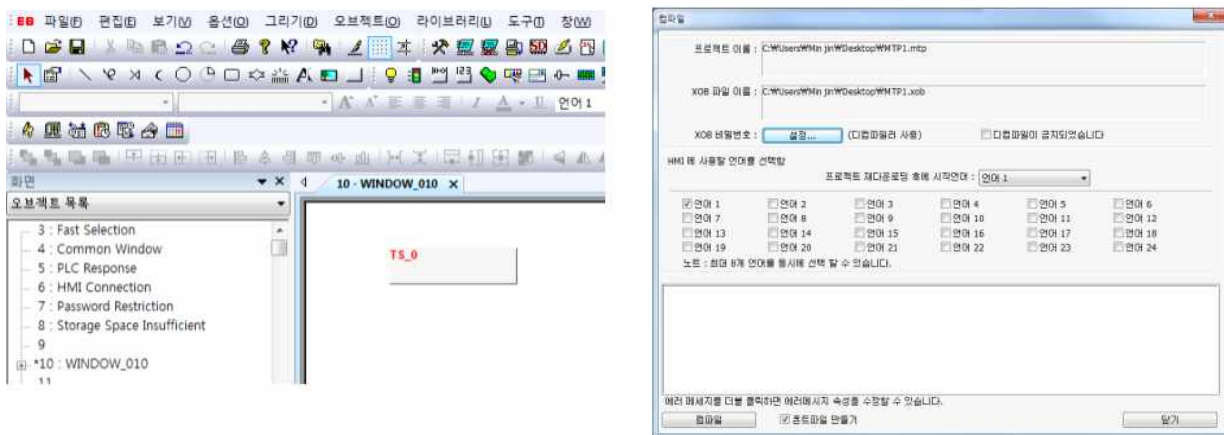 EB 파일(F) 편집(E) 보기(V) 옵션(O) 그리기(D) 오브젝트(O) 라이브러리(L) 도구(T) 창(W)
언어 1
화면
오브젝트 목록
10 - WINDOW_010
3 : Fast Selection
4 : Common Window
5 : PLC Response
6 : HMI Connection
7 : Password Restriction
8 : Storage Space Insufficient
9
*10 : WINDOW_010
11
TS_0
컴파일
프로젝트 이름 : C:₩Users₩Min jin₩Desktop₩MTP1.mtp
XOB 파일 이름 : C:₩Users₩Min jin₩Desktop₩MTP1.xob
XOB 비밀번호 : 설정... (디컴파일러 사용) 디컴파일이 금지되었습니다
HMI 에 사용할 언어를 선택함
프로젝트 재다운로딩 후에 시작언어 : 언어 1
언어 1 언어 2 언어 3 언어 4 언어 5 언어 6
언어 7 언어 8 언어 9 언어 10 언어 11 언어 12
언어 13 언어 14 언어 15 언어 16 언어 17 언어 18
언어 19 언어 20 언어 21 언어 22 언어 23 언어 24
노트 : 최대 8개 언어를 동시에 선택 할 수 있습니다.
에러 메세지를 더블 클릭하면 에러메시지 속성을 수정할 수 있습니다.
컴파일 폰트파일 만들기 닫기